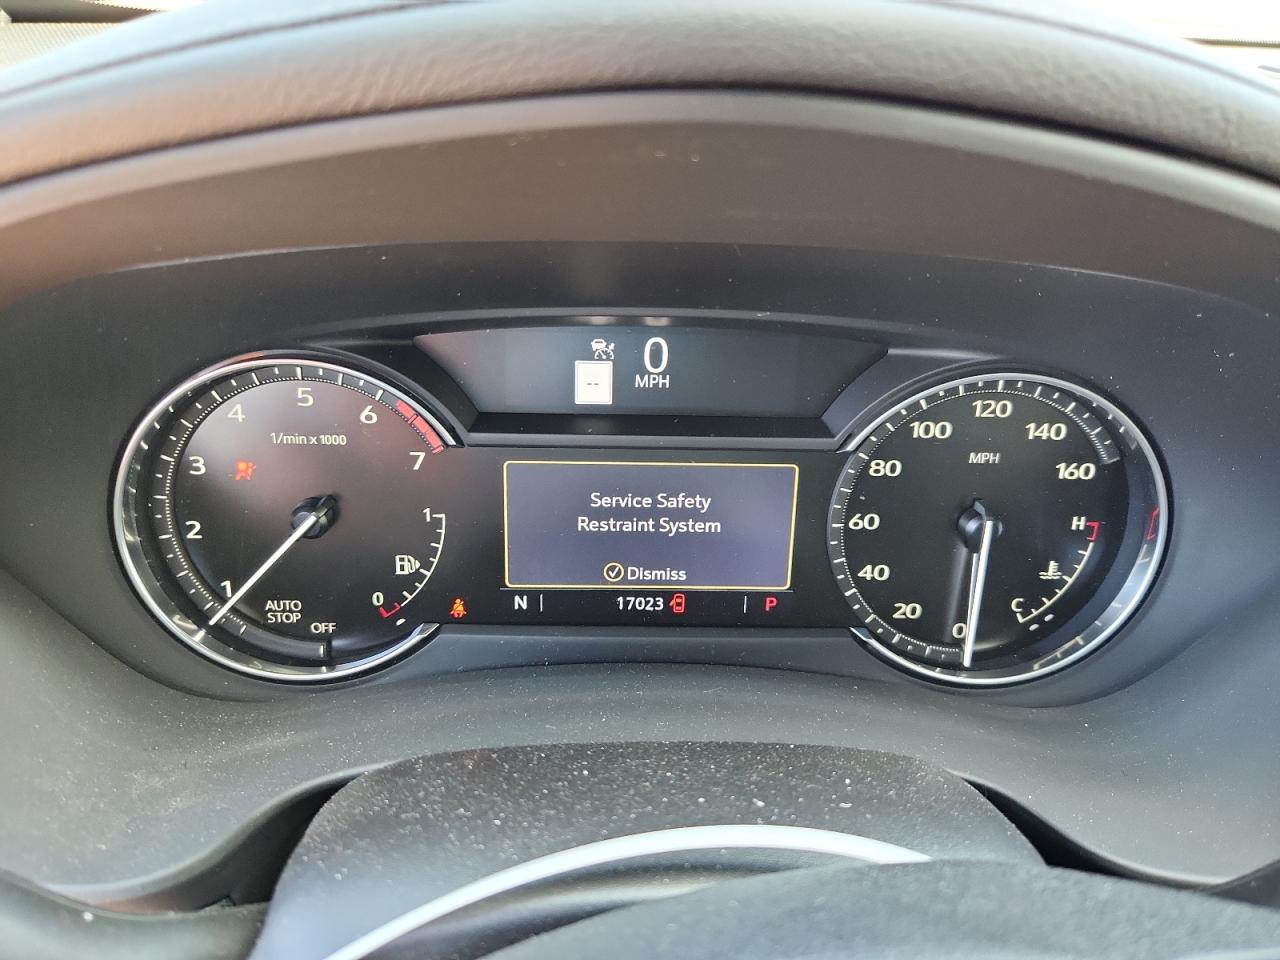 0
MPH
--
1/min x 1000
1
2
3
4
5
6
7
AUTO
STOP
OFF
1
0
Service Safety
Restraint System
Dismiss
N
17023
P
MPH
0
20
40
60
80
100
120
140
160
H
C